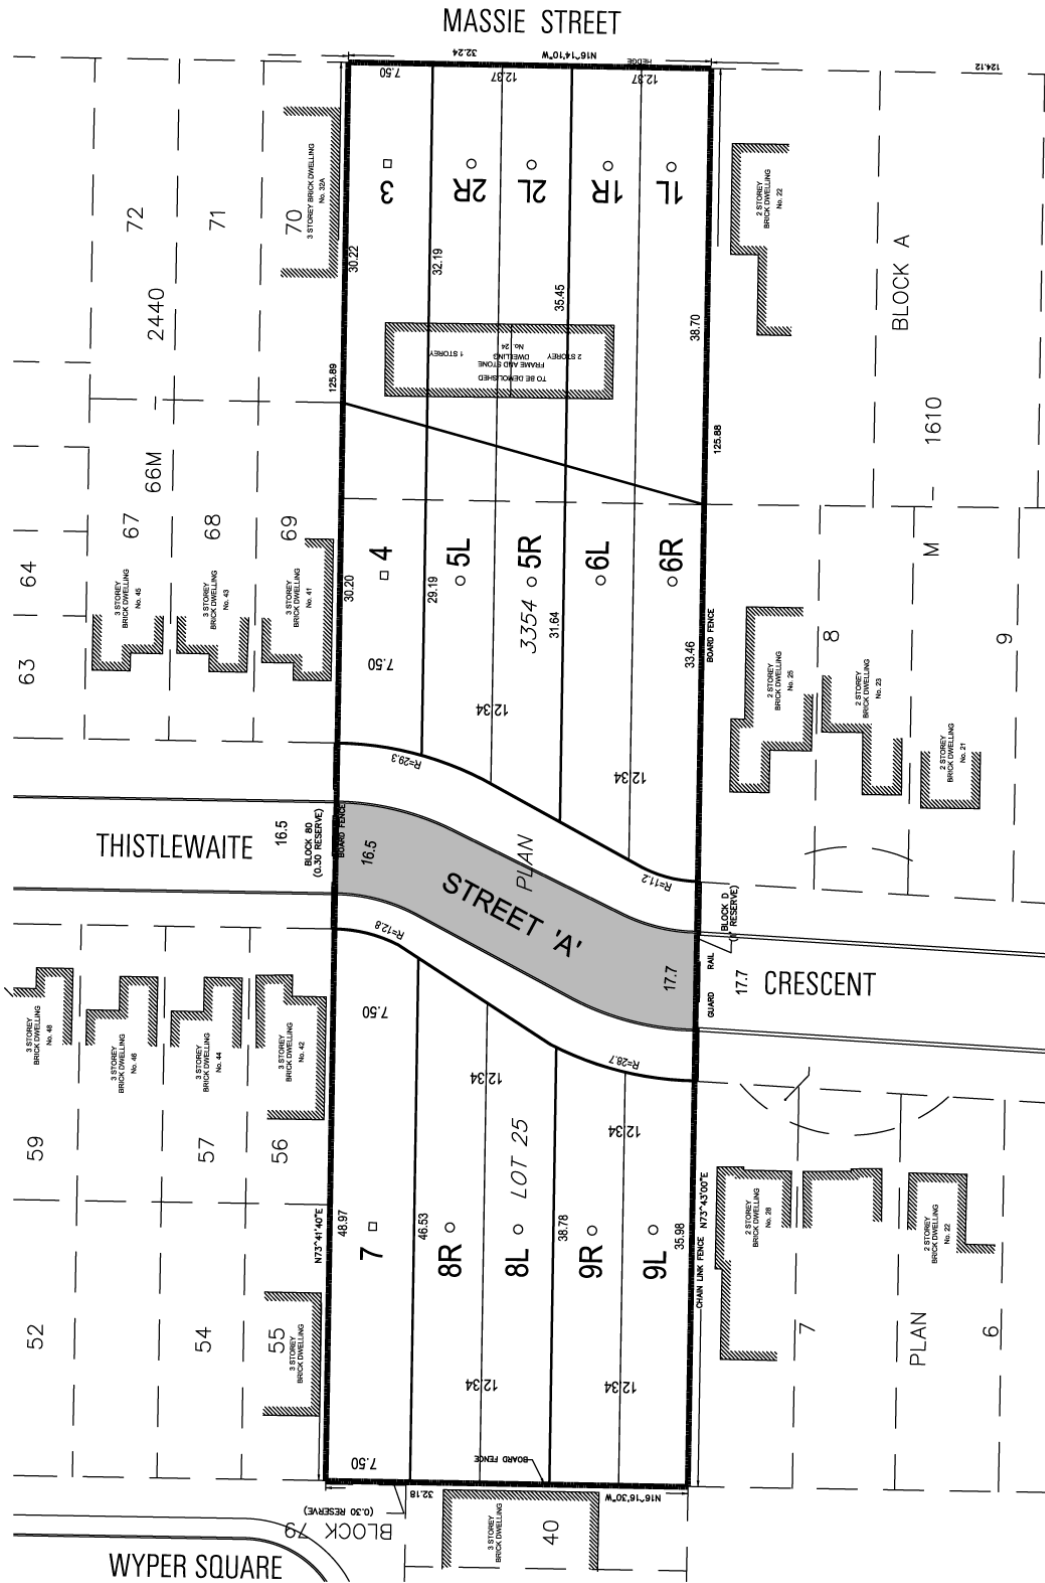 MASSIE STREET
32.24
N16°14'10"W
HEDGE
124.12
7.50
12.37
12.37
3
2R
2L
1R
1L
72
71
70
3 STOREY BRICK DWELLING
No. 32A
2 STOREY
BRICK DWELLING
No. 22
BLOCK A
2440
30.22
32.19
35.45
38.70
1 STOREY
No. 24
TO BE DEMOLISHED
FRAME AND STONE
DWELLING
2 STOREY
125.89
125.88
66M
1610
M
64
67
68
69
63
3 STOREY
BRICK DWELLING
No. 45
3 STOREY
BRICK DWELLING
No. 43
3 STOREY
BRICK DWELLING
No. 41
4
5L
5R
6L
6R
30.20
29.19
3354
31.64
33.46
BOARD FENCE
7.50
12.34
12.34
8
9
2 STOREY
BRICK DWELLING
No. 25
2 STOREY
BRICK DWELLING
No. 23
2 STOREY
BRICK DWELLING
No. 21
R=29.3
THISTLEWAITE
16.5
BLOCK 80
(0.30 RESERVE)
BOARD FENCE
16.5
PLAN
STREET 'A'
R=11.2
R=12.8
BLOCK D
(1' RESERVE)
17.7
GUARD RAIL
17.7
CRESCENT
R=28.7
3 STOREY
BRICK DWELLING
No. 48
3 STOREY
BRICK DWELLING
No. 46
3 STOREY
BRICK DWELLING
No. 44
3 STOREY
BRICK DWELLING
No. 42
7.50
12.34
12.34
59
57
56
LOT 25
N73°41'40"E
48.97
46.53
38.78
35.98
CHAIN LINK FENCE
N73°43'00"E
7
8R
8L
9R
9L
2 STOREY
BRICK DWELLING
No. 28
2 STOREY
BRICK DWELLING
No. 22
52
54
55
3 STOREY
BRICK DWELLING
7
PLAN
6
12.34
12.34
7.50
BOARD FENCE
32.18
N16°16'30"W
(0.30 RESERVE)
BLOCK 79
3 STOREY
BRICK DWELLING
40
WYPER SQUARE